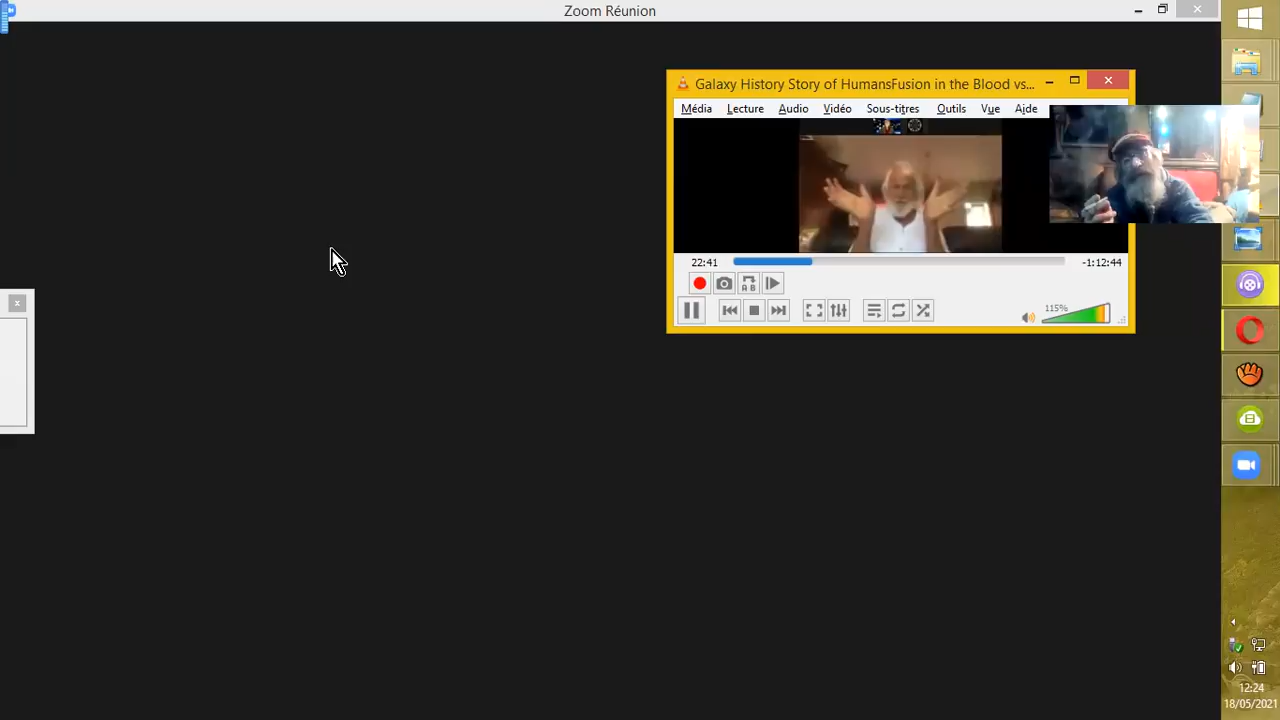 Zoom Réunion
Galaxy History Story of HumansFusion in the Blood vs...
Média Lecture Audio Vidéo Sous-titres Outils Vue Aide
22:41
-1:12:44
A B
115%
12:24
18/05/2021